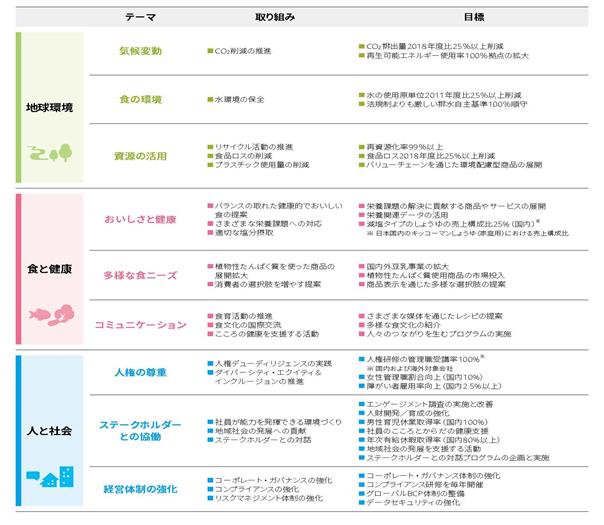 テーマ 取り組み 目標
地球環境
気候変動
■ CO₂削減の推進
■ CO₂排出量2018年度比25%以上削減
■ 再生可能エネルギー使用率100%拠点の拡大
食の環境
■ 水環境の保全
■ 水の使用原単位2011年度比25%以上削減
■ 法規制よりも厳しい排水自主基準100%順守
資源の活用
■ リサイクル活動の推進
■ 食品ロスの削減
■ プラスチック使用量の削減
■ 再資源化率99%以上
■ 食品ロス2018年度比25%以上削減
■ バリューチェーンを通じた環境配慮型商品の展開
食と健康
おいしさと健康
■ バランスの取れた健康的でおいしい
食の提案
■ さまざまな栄養課題への対応
■ 適切な塩分摂取
■ 栄養課題の解決に貢献する商品やサービスの展開
■ 栄養関連データの活用
■ 減塩タイプのしょうゆの売上構成比25%(国内)※
※ 日本国内のキッコーマンしょうゆ(家庭用)における売上構成比
多様な食ニーズ
■ 植物性たんぱく質を使った商品の
展開拡大
■ 消費者の選択肢を増やす提案
■ 国内外豆乳事業の拡大
■ 植物性たんぱく質使用商品の市場投入
■ 商品表示を通じた多様な選択肢の提案
コミュニケーション
■ 食育活動の推進
■ 食文化の国際交流
■ こころの健康を支援する活動
■ さまざまな媒体を通じたレシピの提案
■ 多様な食文化の紹介
■ 人々のつながりを生むプログラムの実施
人と社会
人権の尊重
■ 人権デューディリジェンスの実践
■ ダイバーシティ・エクイティ&
インクルージョンの推進
■ 人権研修の管理職受講率100%※
※ 国内および海外対象会社
■ 女性管理職割合向上(国内10%)
■ 障がい者雇用率向上(国内2.5%以上)
ステークホルダー
との協働
■ 社員が能力を発揮できる環境づくり
■ 地域社会の発展への貢献
■ ステークホルダーとの対話
■ エンゲージメント調査の実施と改善
■ 人財開発/育成の強化
■ 男性育児休業取得率(国内100%)
■ 社員のこころとからだの健康支援
■ 年次有給休暇取得率(国内80%以上)
■ 地域社会の発展を支援する活動
■ ステークホルダーとの対話プログラムの企画と実施
経営体制の強化
■ コーポレート・ガバナンスの強化
■ コンプライアンスの強化
■ リスクマネジメント体制の強化
■ コーポレート・ガバナンス体制の強化
■ コンプライアンス研修を毎年開催
■ グローバルBCP体制の整備
■ データセキュリティの強化